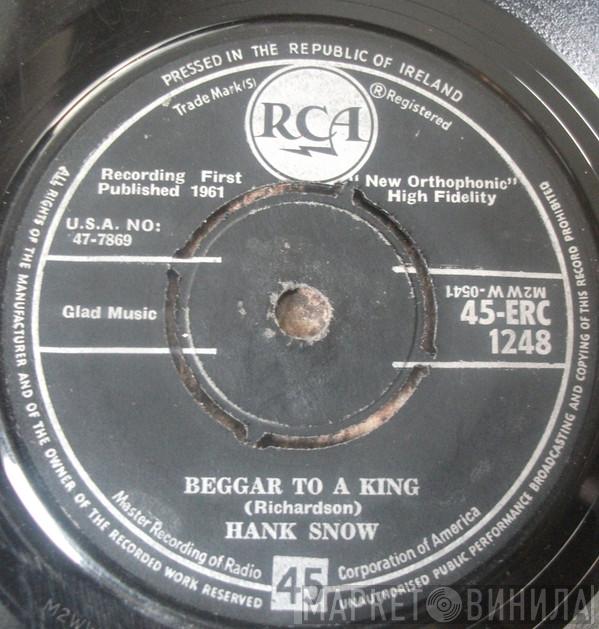 PRESSED IN THE REPUBLIC OF IRELAND
Trade Mark(S)
®Registered
RCA
Recording First
Published 1961
"New Orthophonic"
High Fidelity
U.S.A. NO:
47-7869
Glad Music
M2WW-0541
45-ERC
1248
BEGGAR TO A KING
(Richardson)
HANK SNOW
Master Recording of Radio Corporation of America
45
ALL RIGHTS OF THE MANUFACTURER AND OF THE OWNER OF THE RECORDED WORK RESERVED
UNAUTHORISED PUBLIC PERFORMANCE BROADCASTING AND COPYING OF THIS RECORD PROHIBITED
M2W
МАРКЕТ ВИНИЛА